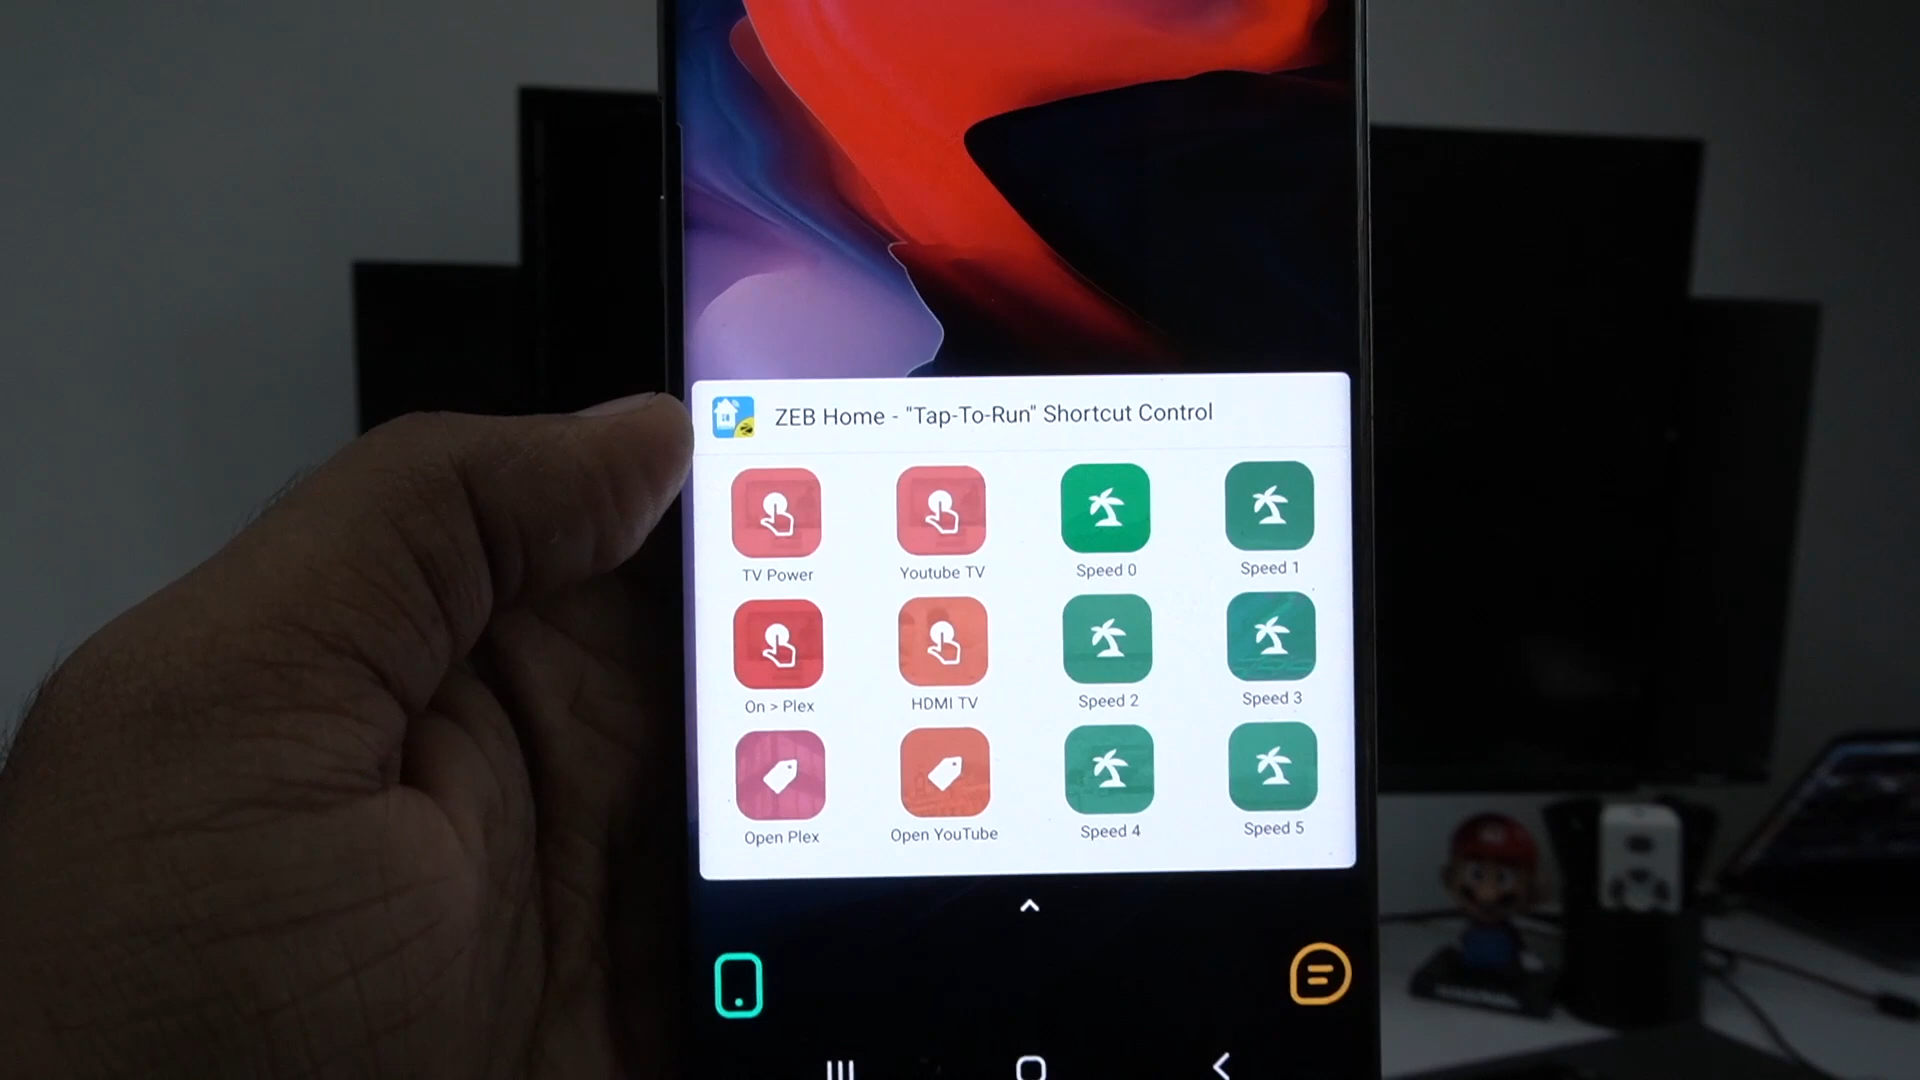 ZEB Home - "Tap-To-Run" Shortcut Control
TV Power
Youtube TV
Speed 0
Speed 1
On > Plex
HDMI TV
Speed 2
Speed 3
Open Plex
Open YouTube
Speed 4
Speed 5